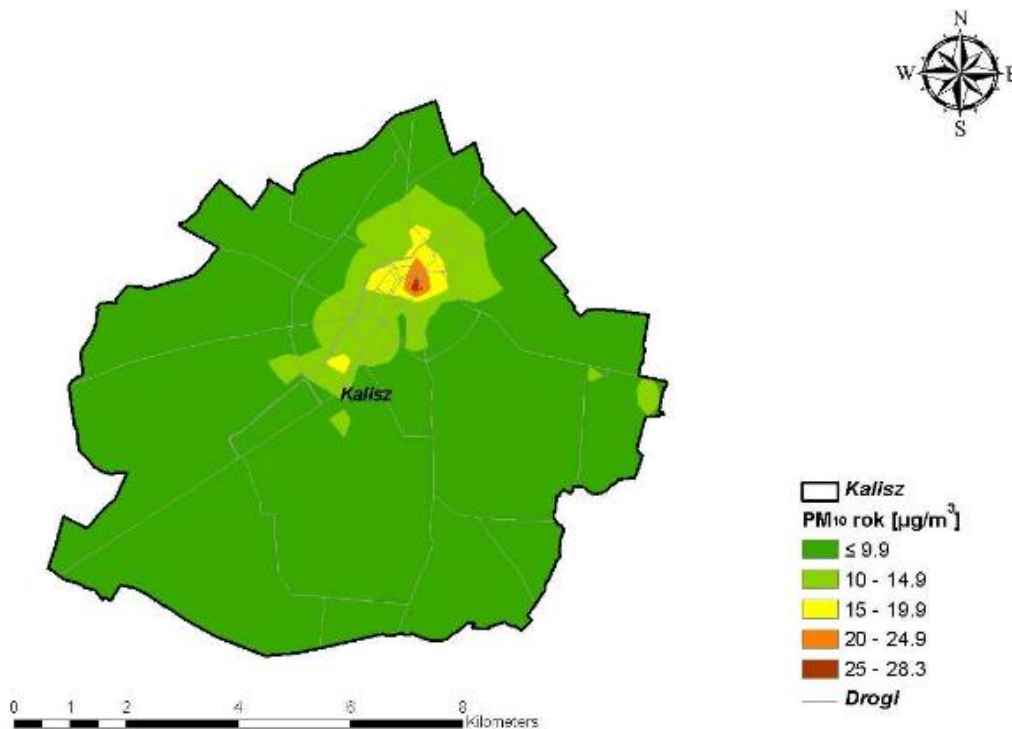 N
W
E
S
Kalisz
Kalisz
PM10 rok [µg/m³]
≤ 9.9
10 - 14.9
15 - 19.9
20 - 24.9
25 - 28.3
Drogi
0 1 2 4 6 8
Kilometers